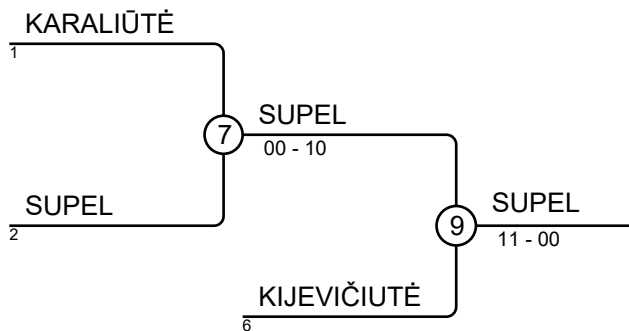 KARALIŪTĖ
1
7
SUPEL
00 - 10
SUPEL
2
9
SUPEL
11 - 00
KIJEVIČIUTĖ
6